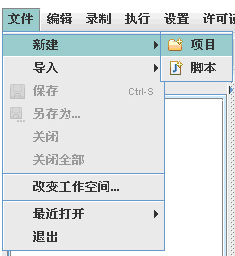 文件 编辑 录制 执行 设置 许可
新建 项目
导入 脚本
保存 Ctrl-S
另存为...
关闭
关闭全部
改变工作空间...
最近打开
退出